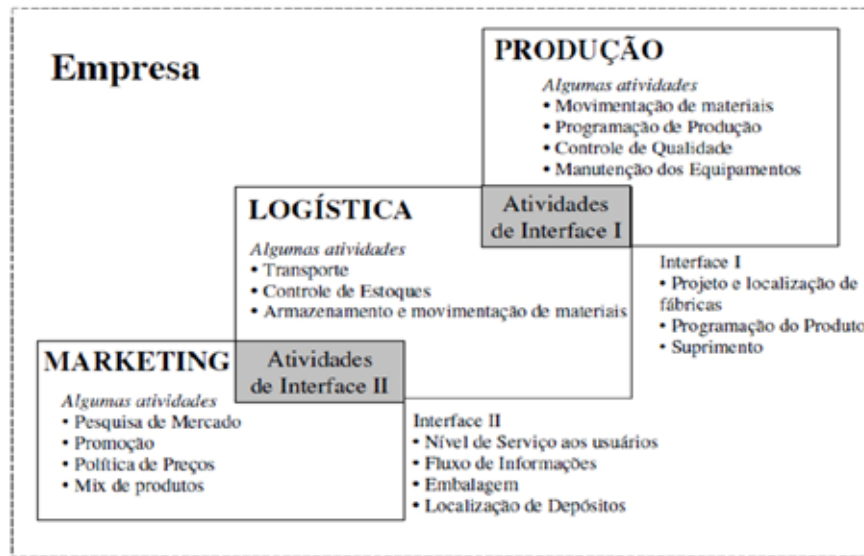 Empresa
PRODUÇÃO
Algumas atividades
• Movimentação de materiais
• Programação de Produção
• Controle de Qualidade
• Manutenção dos Equipamentos
LOGÍSTICA
Algumas atividades
• Transporte
• Controle de Estoques
• Armazenamento e movimentação de materiais
Atividades
de Interface I
Interface I
• Projeto e localização de
fábricas
• Programação do Produto
• Suprimento
MARKETING
Algumas atividades
• Pesquisa de Mercado
• Promoção
• Política de Preços
• Mix de produtos
Atividades
de Interface II
Interface II
• Nível de Serviço aos usuários
• Fluxo de Informações
• Embalagem
• Localização de Depósitos